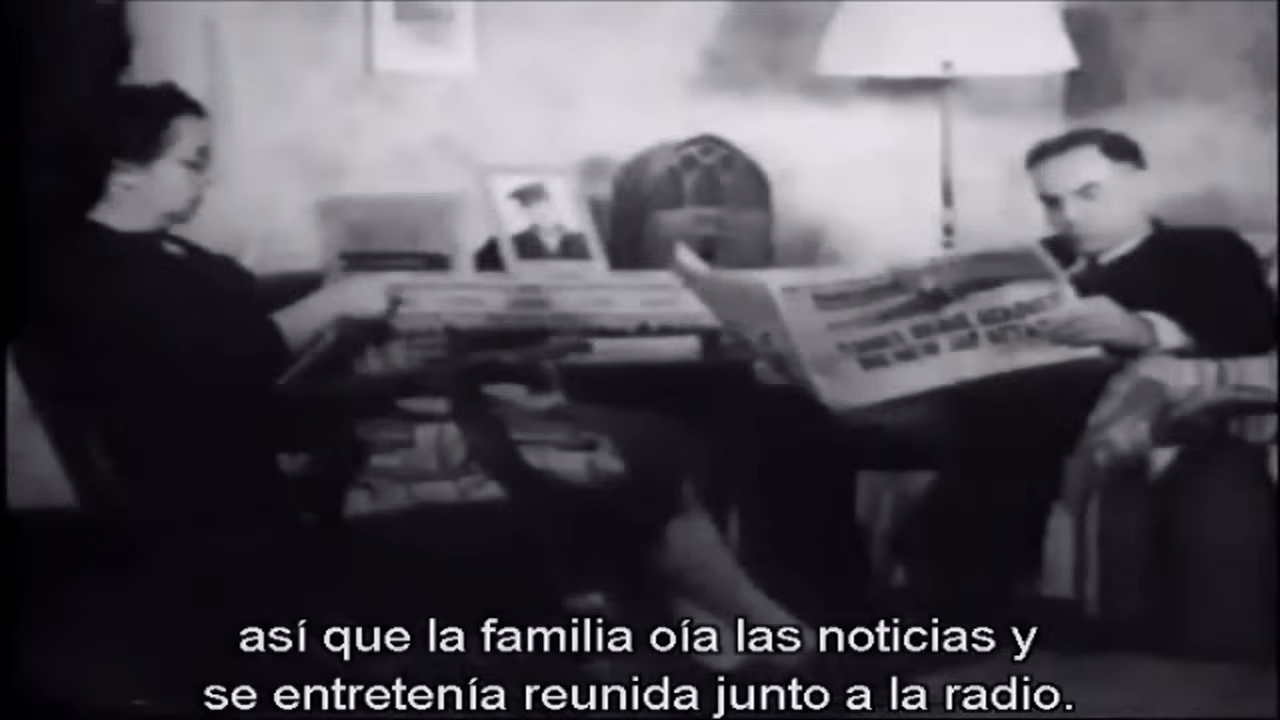 así que la familia oía las noticias y
se entretenía reunida junto a la radio.